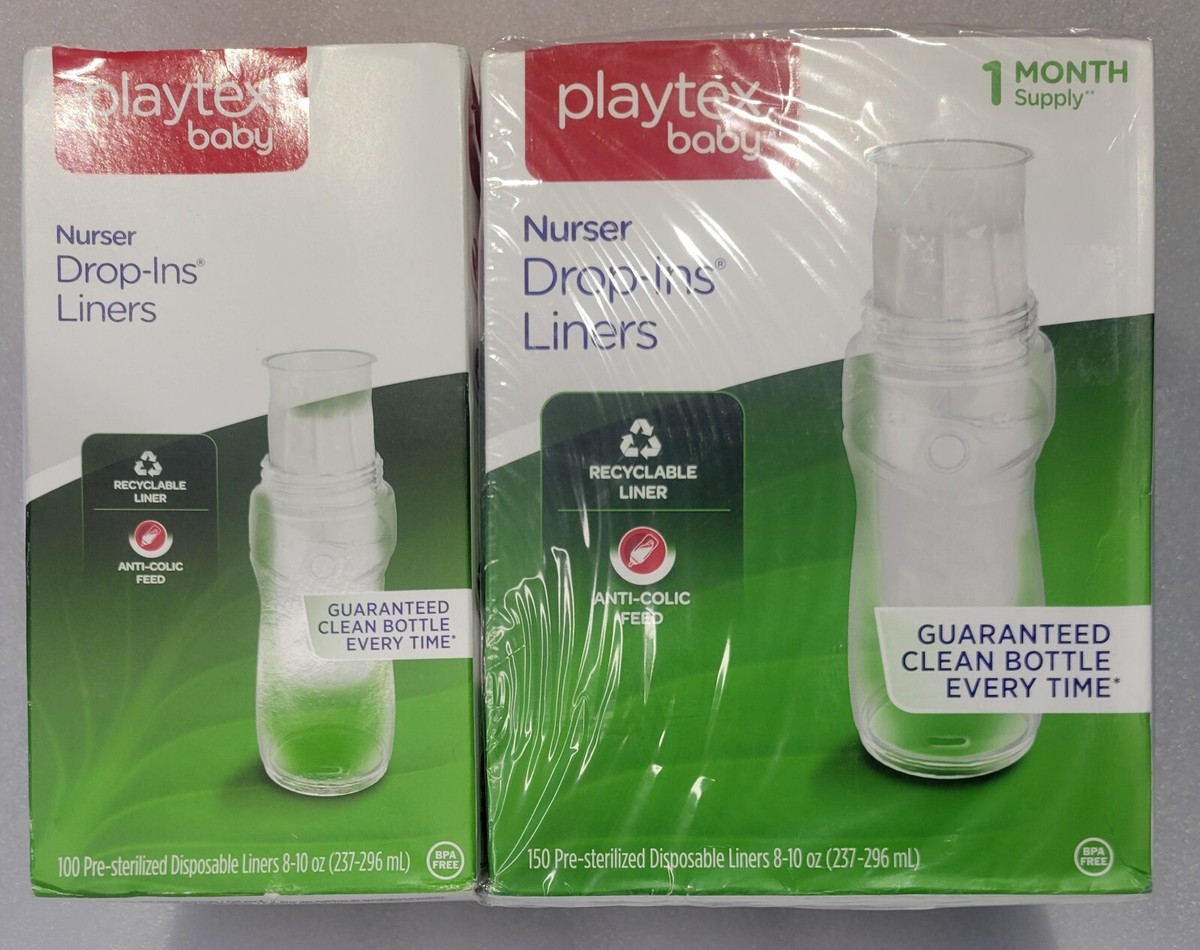 playtex
baby
Nurser
Drop-Ins®
Liners
RECYCLABLE
LINER
ANTI-COLIC
FEED
GUARANTEED
CLEAN BOTTLE
EVERY TIME*
100 Pre-sterilized Disposable Liners 8-10 oz (237-296 mL)
BPA
FREE
playtex
baby™
1 MONTH
Supply**
Nurser
Drop-Ins®
Liners
RECYCLABLE
LINER
ANTI-COLIC
FEED
GUARANTEED
CLEAN BOTTLE
EVERY TIME*
150 Pre-sterilized Disposable Liners 8-10 oz (237-296 mL)
BPA
FREE